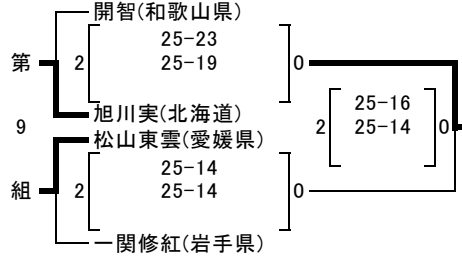 開智(和歌山県)
25-23
第 2 25-19 0
旭川実(北海道)
25-16
9 2 25-14 0
松山東雲(愛媛県)
25-14
組 2 25-14 0
一関修紅(岩手県)